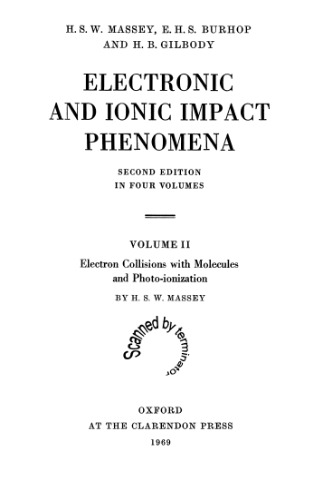 H. S. W. MASSEY, E. H. S. BURHOP
AND H. B. GILBODY
ELECTRONIC
AND IONIC IMPACT
PHENOMENA
SECOND EDITION
IN FOUR VOLUMES
VOLUME II
Electron Collisions with Molecules
and Photo-ionization
BY H. S. W. MASSEY
Scanned by terminator
OXFORD
AT THE CLARENDON PRESS
1969